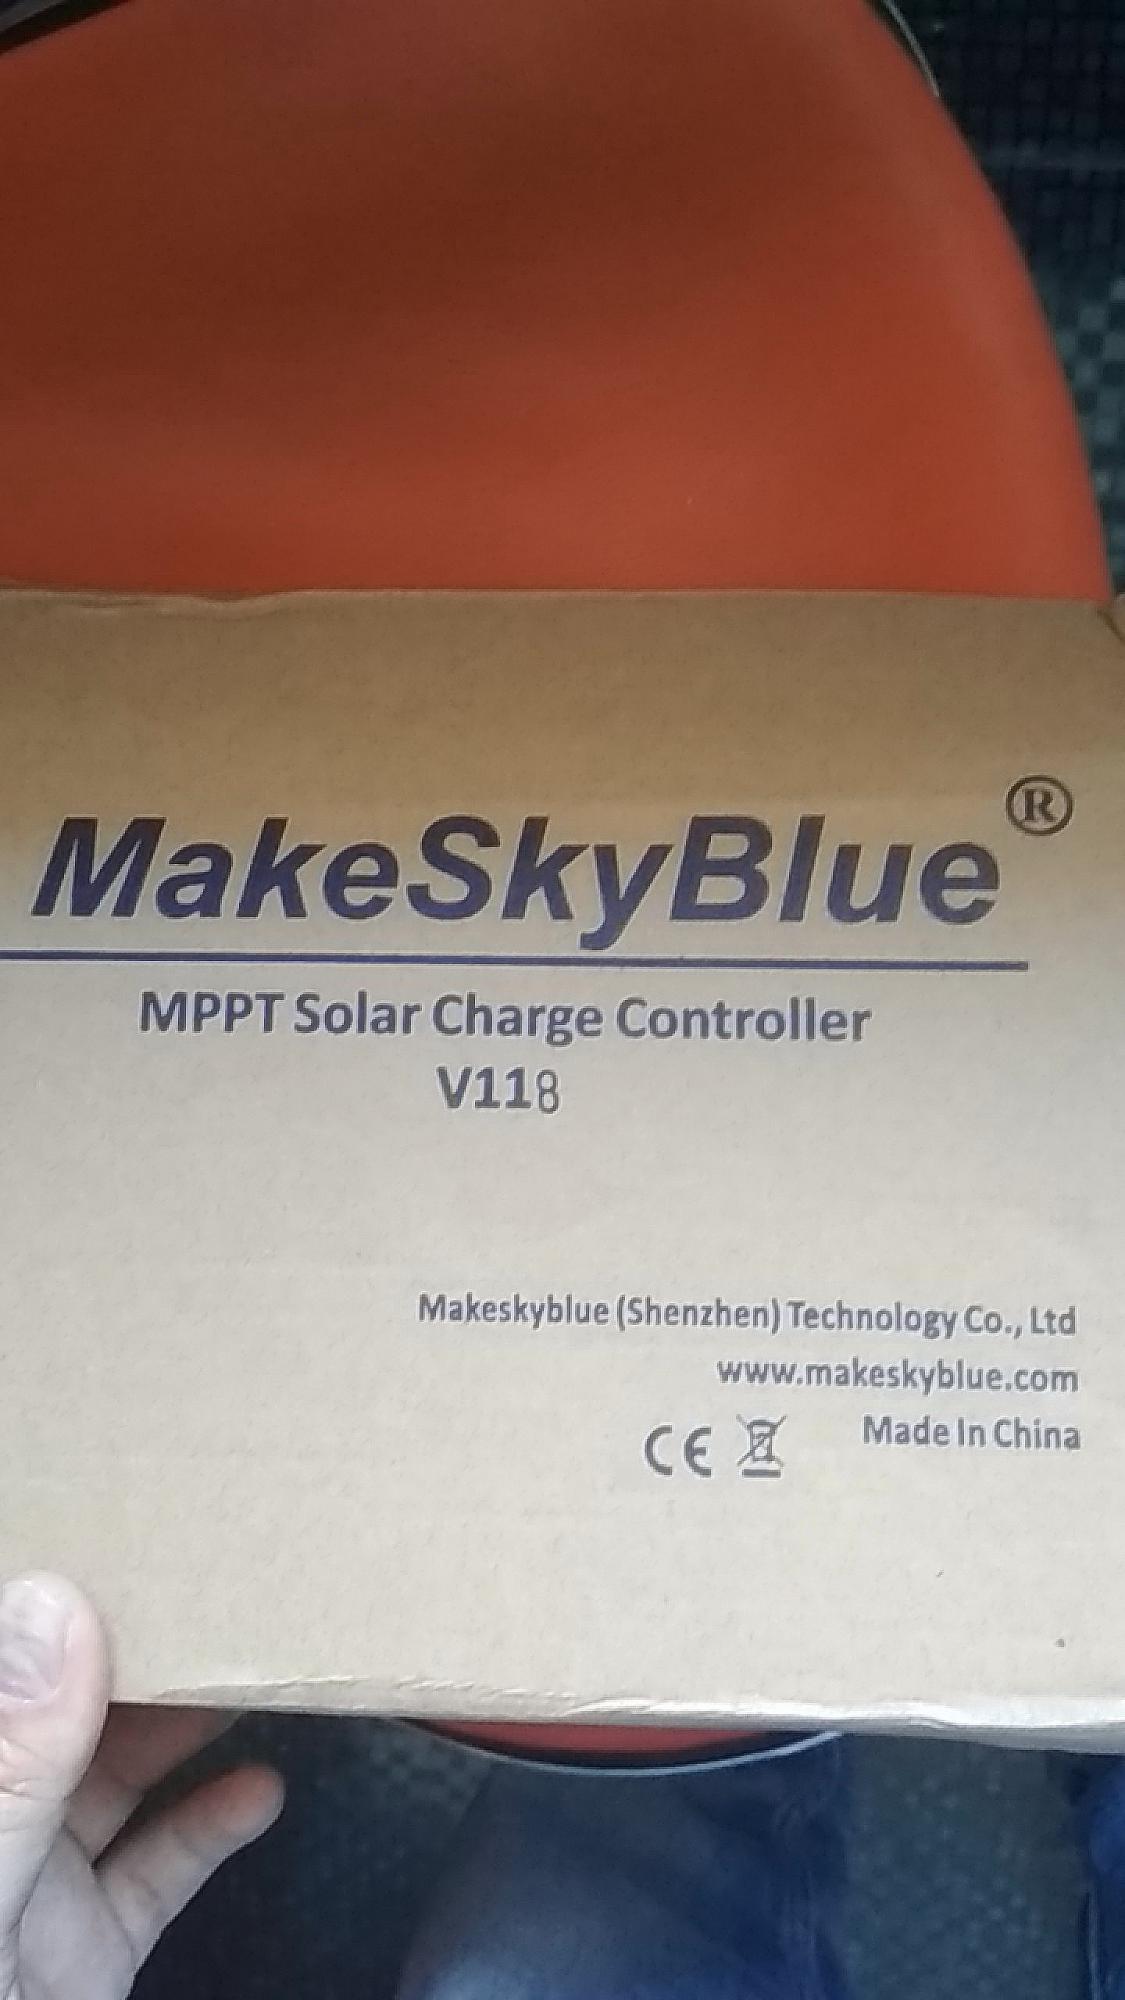 MakeSkyBlue®
MPPT Solar Charge Controller
V118
Makeskyblue (Shenzhen) Technology Co., Ltd
www.makeskyblue.com
CE
Made In China